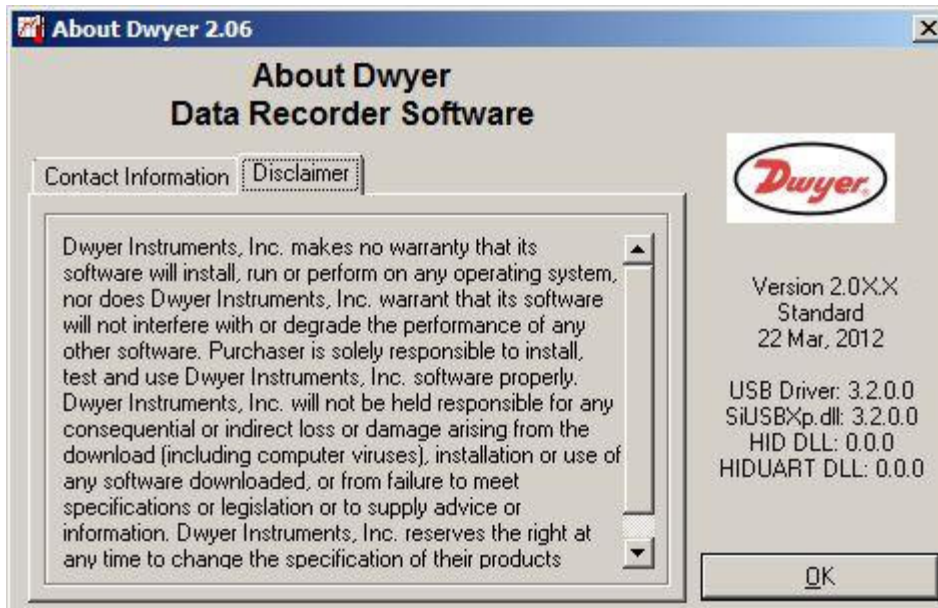 About Dwyer 2.06
About Dwyer
Data Recorder Software
Contact Information
Disclaimer
Dwyer Instruments, Inc. makes no warranty that its
software will install, run or perform on any operating system,
nor does Dwyer Instruments, Inc. warrant that its software
will not interfere with or degrade the performance of any
other software. Purchaser is solely responsible to install,
test and use Dwyer Instruments, Inc. software properly.
Dwyer Instruments, Inc. will not be held responsible for any
consequential or indirect loss or damage arising from the
download (including computer viruses), installation or use of
any software downloaded, or from failure to meet
specifications or legislation or to supply advice or
information. Dwyer Instruments, Inc. reserves the right at
any time to change the specification of their products
Dwyer
Version 2.0X.X
Standard
22 Mar, 2012
USB Driver: 3.2.0.0
SiUSBXp.dll: 3.2.0.0
HID DLL: 0.0.0
HIDUART DLL: 0.0.0
OK